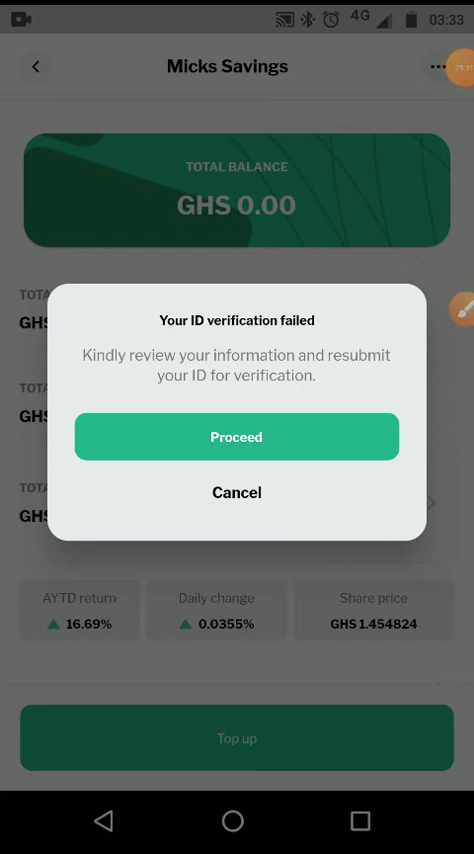 4G 03:33
Micks Savings
25:31
TOTAL BALANCE
GHS 0.00
TOTA
GHS
TOTA
GHS
TOTA
GHS
Your ID verification failed
Kindly review your information and resubmit
your ID for verification.
Proceed
Cancel
AYTD return
16.69%
Daily change
0.0355%
Share price
GHS 1.454824
Top up